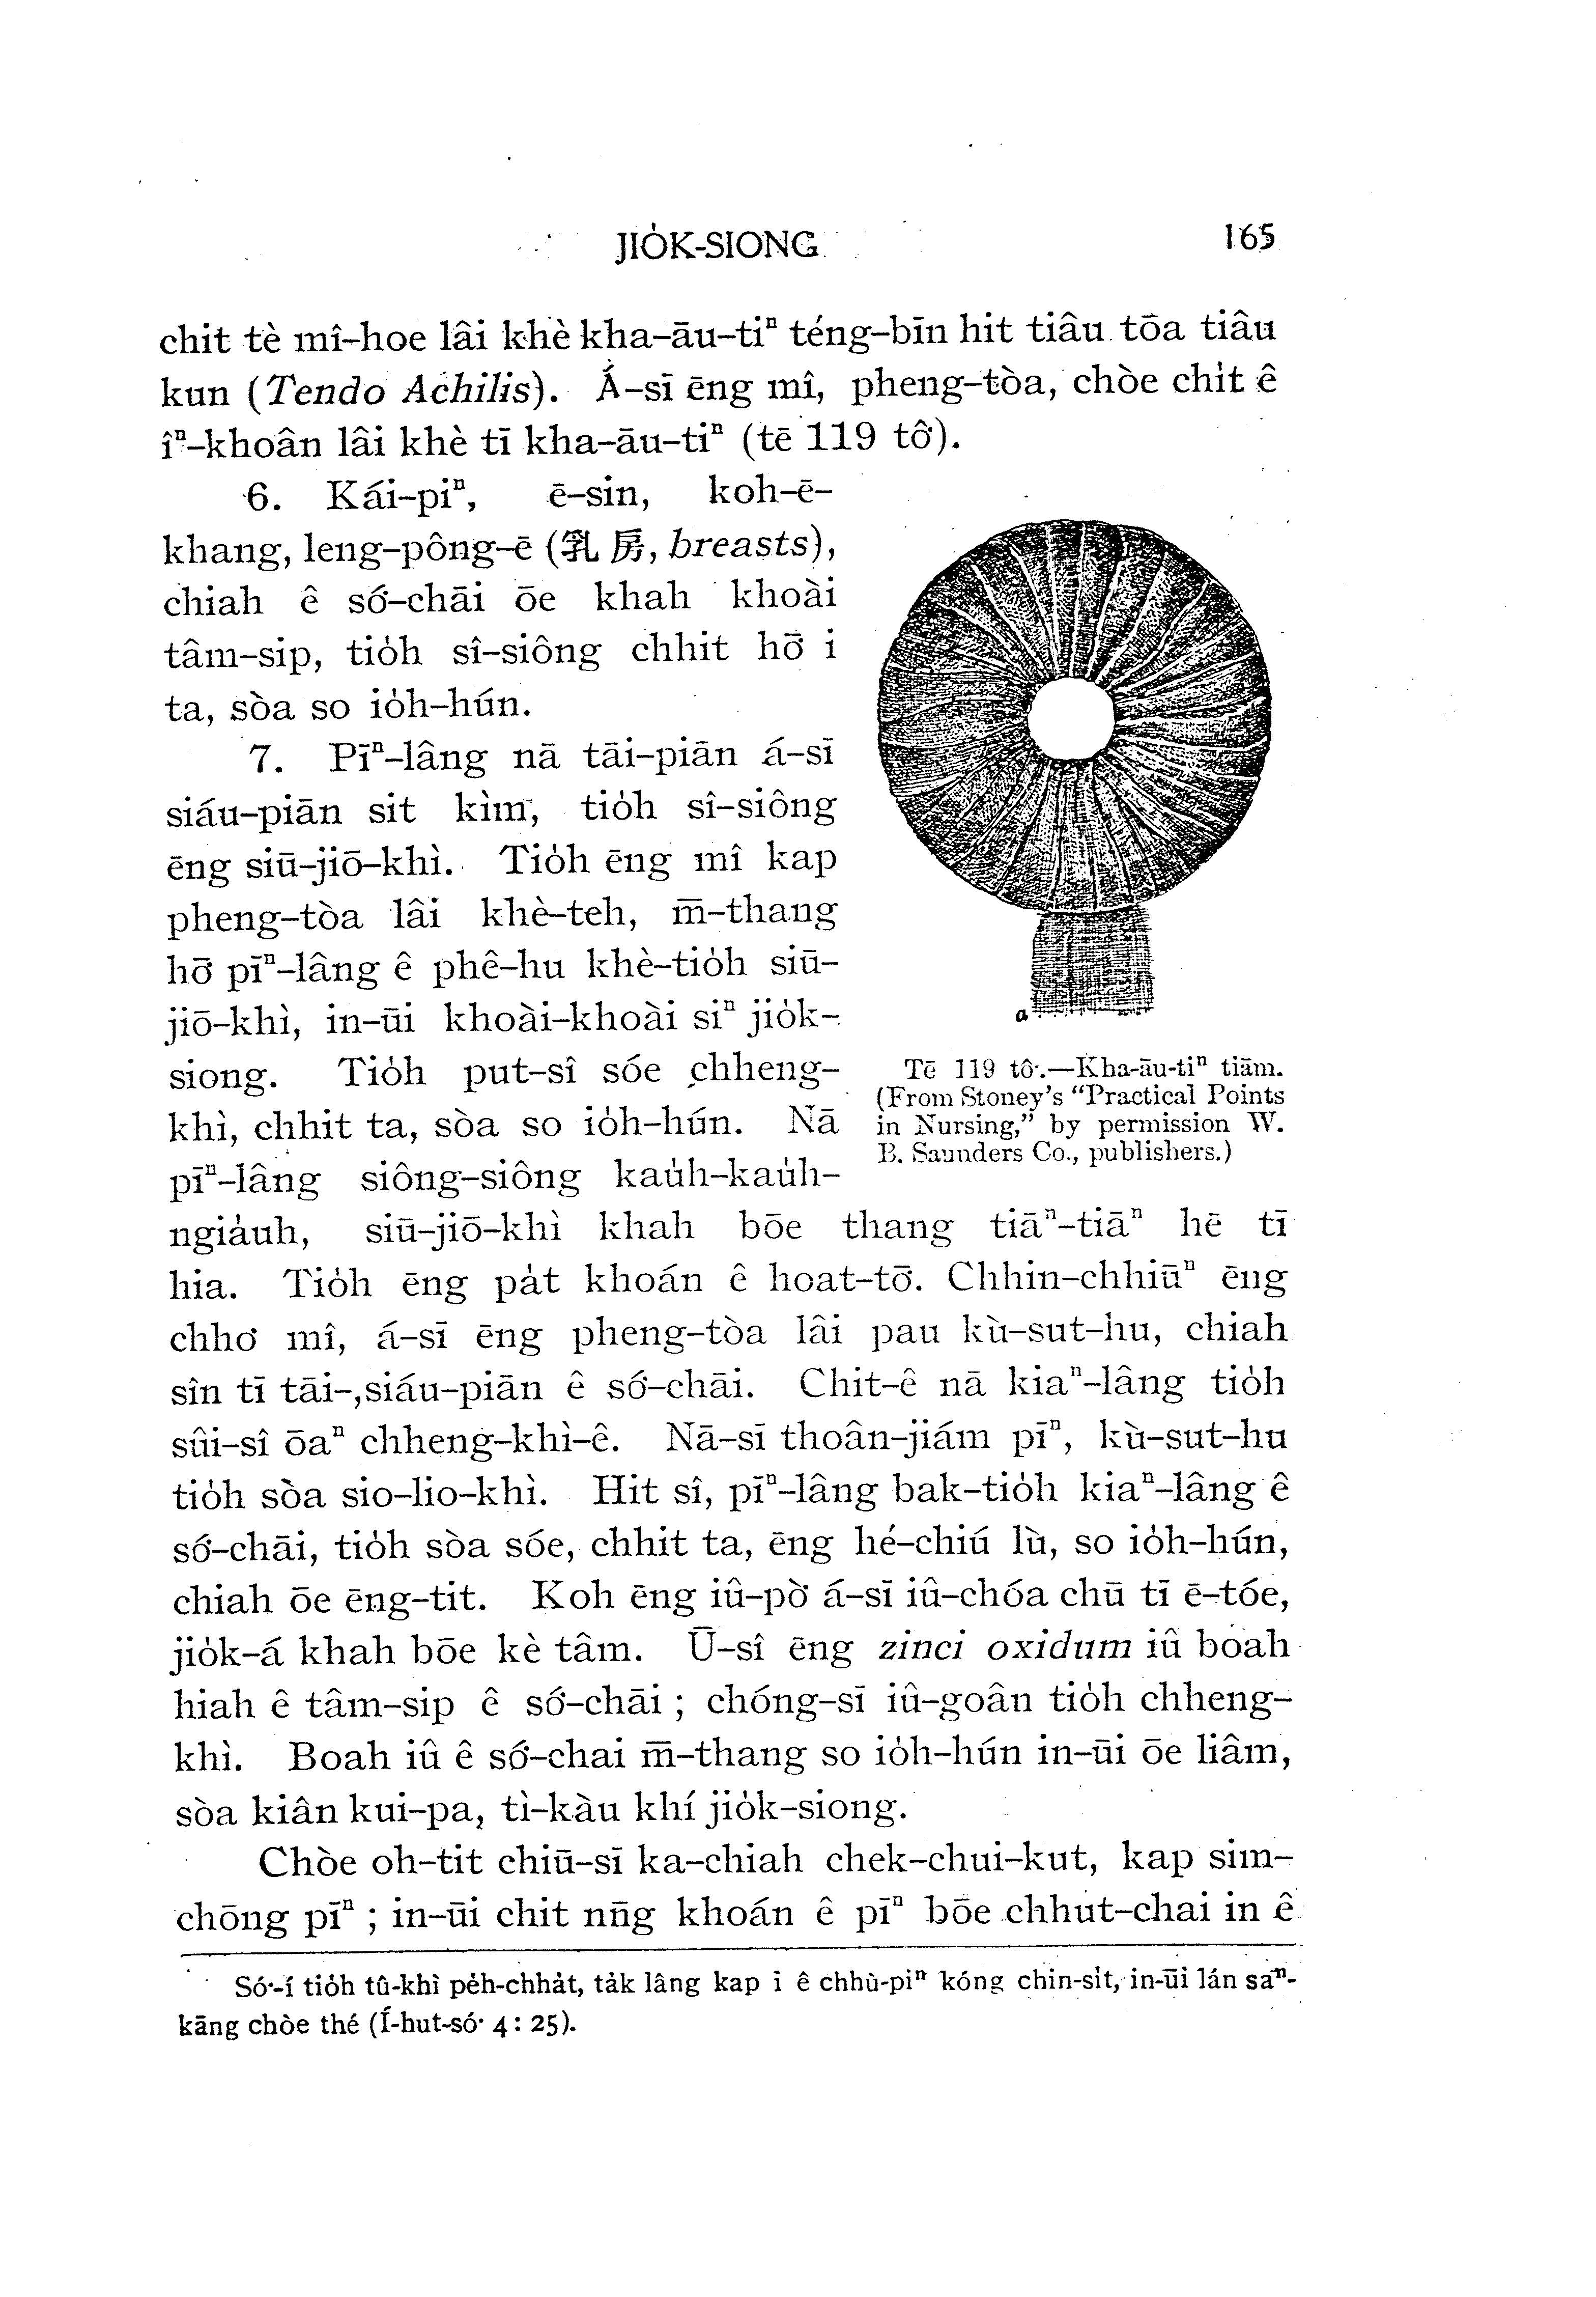 JIO̍K-SIONG
165
chit tè mî-hoe lâi khè kha-āu-tiⁿ téng-bīn hit tiâu tōa tiâu
kun (Tendo Achilis). Á-sī ēng mî, pheng-tòa, chòe chi̍t ê
îⁿ-khoân lâi khè tī kha-āu-tiⁿ (tē 119 tô͘).
6. Kái-piⁿ, ē-sin, koh-ē-
khang, leng-pông-ē (乳房, breasts),
chiah ê só͘-chāi ōe khah khoài
tâm-sip, tio̍h sî-siông chhit hō͘ i
ta, sòa so io̍h-hún.
7. Pīⁿ-lâng nā tāi-piān á-sī
siáu-piān sit kìm, tio̍h sî-siông
ēng siū-jiō-khì. Tio̍h ēng mî kap
pheng-tòa lâi khè-teh, m̄-thang
hō͘ pīⁿ-lâng ê phê-hu khè-tio̍h siū-
jiō-khì, in-ūi khoài-khoài siⁿ jio̍k-
siong. Tio̍h put-sî sóe chheng-
khì, chhit ta, sòa so io̍h-hún. Nā
pīⁿ-lâng siông-siông kau̍h-kau̍h-
ngia̍uh, siū-jiō-khì khah bōe thang tiāⁿ-tiāⁿ hē tī
hia. Tio̍h ēng pa̍t khoán ê hoat-tō͘. Chhin-chhiūⁿ ēng
chho͘ mî, á-sī ēng pheng-tòa lâi pau kù-sut-hu, chiah
sîn tī tāi-,siáu-piān ê só͘-chāi. Chit-ê nā kiaⁿ-lâng tio̍h
sûi-sî ōaⁿ chheng-khì-ê. Nā-sī thoân-jiám pīⁿ, kù-sut-hu
tio̍h sòa sio-lio-khì. Hit sî, pīⁿ-lâng bak-tio̍h kiaⁿ-lâng ê
só͘-chāi, tio̍h sòa sóe, chhit ta, ēng hé-chiú lù, so io̍h-hún,
chiah ōe ēng-tit. Koh ēng iû-pò͘ á-sī iû-chóa chū tī ē-tóe,
jio̍k-á khah bōe kè tâm. Ū-sî ēng zinci oxidum iû boah
hiah ê tâm-sip ê só͘-chāi; chóng-sī iû-goân tio̍h chheng-
khì. Boah iû ê só͘-chai m̄-thang so io̍h-hún in-ūi ōe liâm,
sòa kiân kui-pa, tì-kàu khí jio̍k-siong.
Chòe oh-tit chiū-sī ka-chiah chek-chui-kut, kap sim-
chōng pīⁿ; in-ūi chit nn̄g khoán ê pīⁿ bōe chhut-chai in ê
Tē 119 tô͘.—Kha-āu-tiⁿ tiām.
(From Stoney's “Practical Points
in Nursing,” by permission W.
B. Saunders Co., publishers.)
a
Só͘-í tio̍h tû-khì pe̍h-chha̍t, ta̍k lâng kap i ê chhù-piⁿ kóng chin-si̍t, in-ūi lán saⁿ-
kāng chòe thé (Í-hut-só͘ 4: 25).